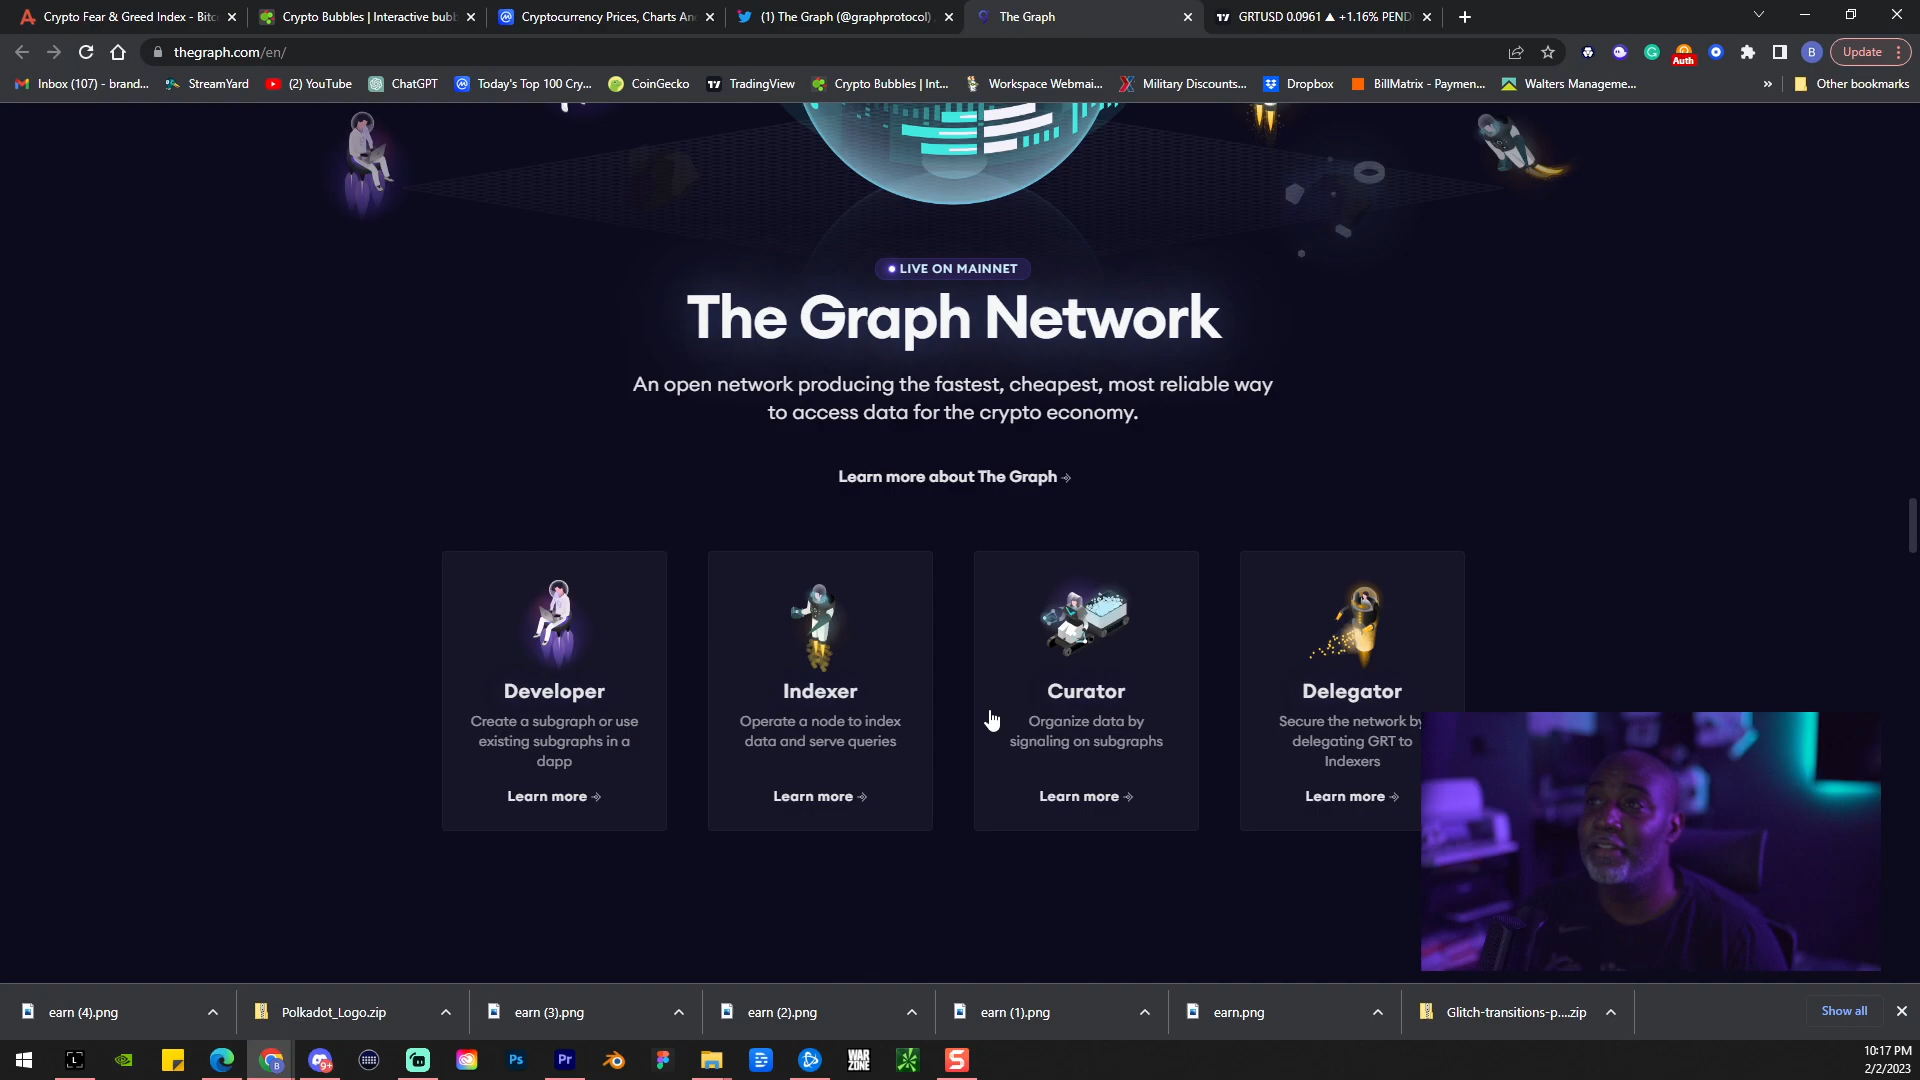 Crypto Fear & Greed Index - Bitc
Crypto Bubbles | Interactive bubb
Cryptocurrency Prices, Charts An
(1) The Graph (@graphprotocol)
The Graph
GRTUSD 0.0961 ▲ +1.16% PEND
thegraph.com/en/
Auth
B
Update
Inbox (107) - brand...
StreamYard
(2) YouTube
ChatGPT
Today's Top 100 Cry...
CoinGecko
TradingView
Crypto Bubbles | Int...
Workspace Webmai...
Military Discounts...
Dropbox
BillMatrix - Paymen...
Walters Manageme...
»
Other bookmarks
LIVE ON MAINNET
The Graph Network
An open network producing the fastest, cheapest, most reliable way
to access data for the crypto economy.
Learn more about The Graph
Developer
Create a subgraph or use
existing subgraphs in a
dapp
Learn more
Indexer
Operate a node to index
data and serve queries
Learn more
Curator
Organize data by
signaling on subgraphs
Learn more
Delegator
Secure the network by
delegating GRT to
Indexers
Learn more
earn (4).png
Polkadot_Logo.zip
earn (3).png
earn (2).png
earn (1).png
earn.png
Glitch-transitions-p....zip
Show all
L
B
9+
Ps
Pr
WAR
ZONE
S
10:17 PM
2/2/2023